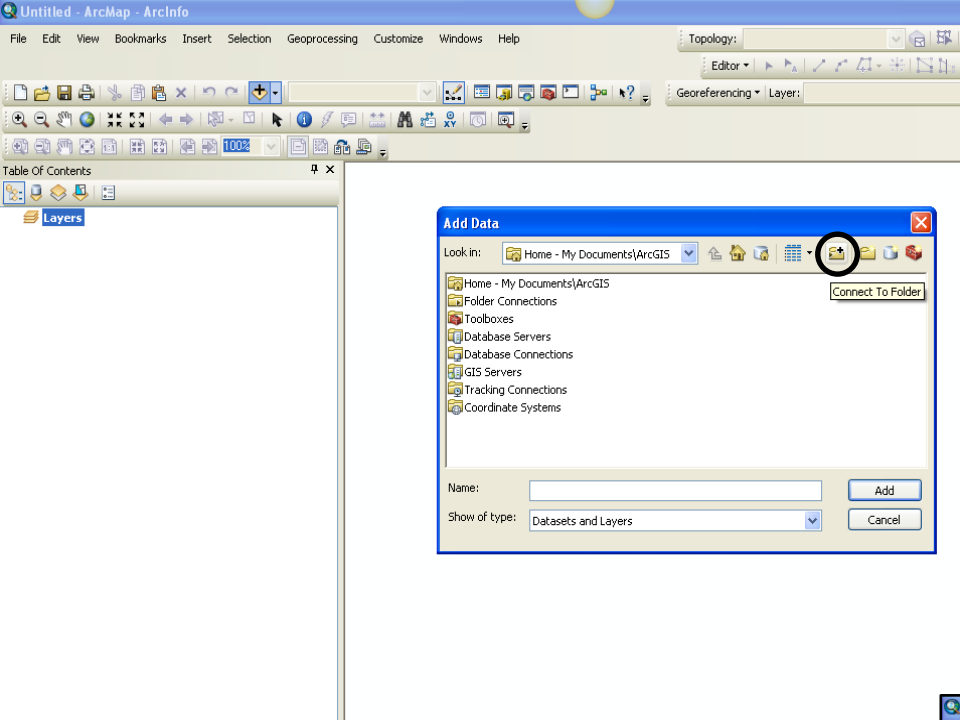 Untitled - ArcMap - ArcInfo
File Edit View Bookmarks Insert Selection Geoprocessing Customize Windows Help
Topology:
Editor
Georeferencing Layer:
100%
Table Of Contents
Layers
Add Data
Look in: Home - My Documents\ArcGIS
Connect To Folder
Home - My Documents\ArcGIS
Folder Connections
Toolboxes
Database Servers
Database Connections
GIS Servers
Tracking Connections
Coordinate Systems
Name:
Add
Show of type: Datasets and Layers
Cancel